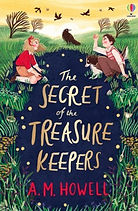 THE
SECRET
of the
TREASURE
KEEPERS
A.M. HOWELL